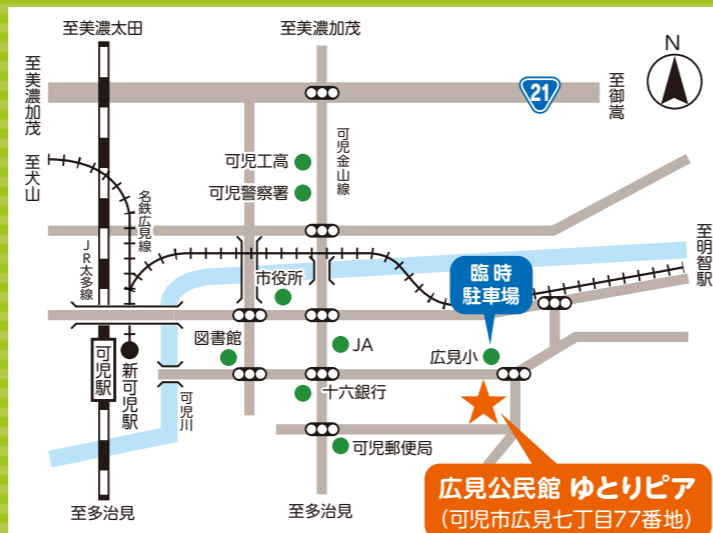 至美濃太田
至美濃加茂
至美濃加茂
21
至御嵩
N
至犬山
名鉄広見線
JR太多線
可児金山線
可児工高
可児警察署
至明智駅
臨時
駐車場
市役所
図書館
JA
広見小
可児駅
新可児駅
可児川
十六銀行
可児郵便局
至多治見
至多治見
広見公民館 ゆとりピア
(可児市広見七丁目77番地)